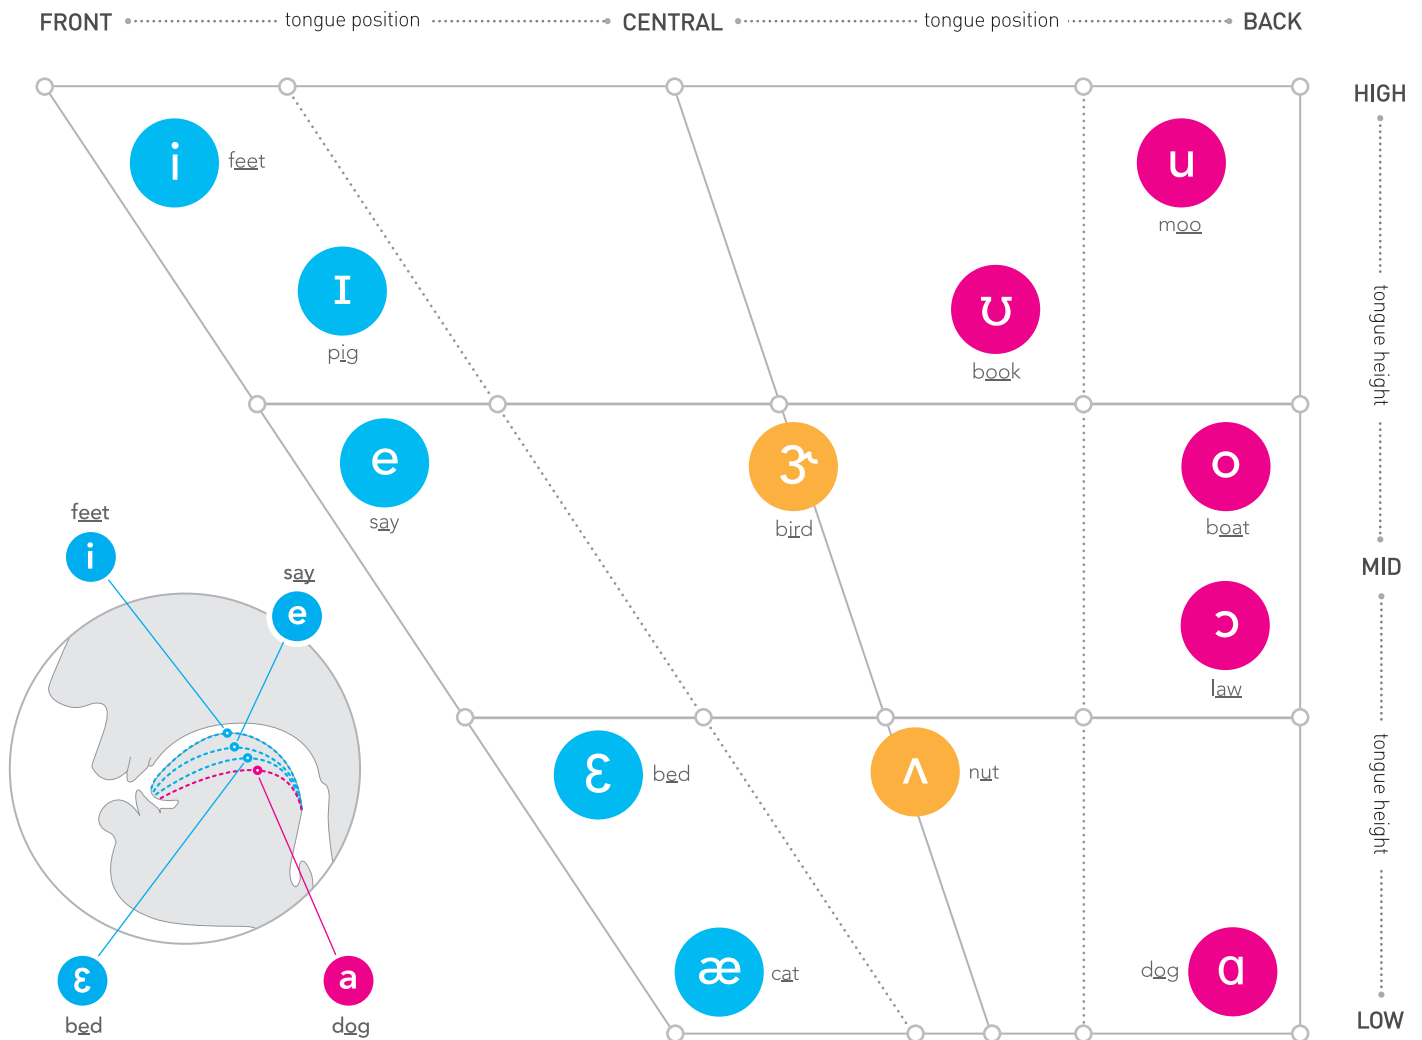 FRONT tongue position CENTRAL tongue position BACK
HIGH
i feet
u
moo
ɪ
pig
ʊ
book
tongue height
e
say
ɝ
bird
o
boat
MID
ɔ
law
feet
i
say
e
ɛ bed
ʌ nut
tongue height
æ cat
dog ɑ
LOW
ɛ
bed
a
dog